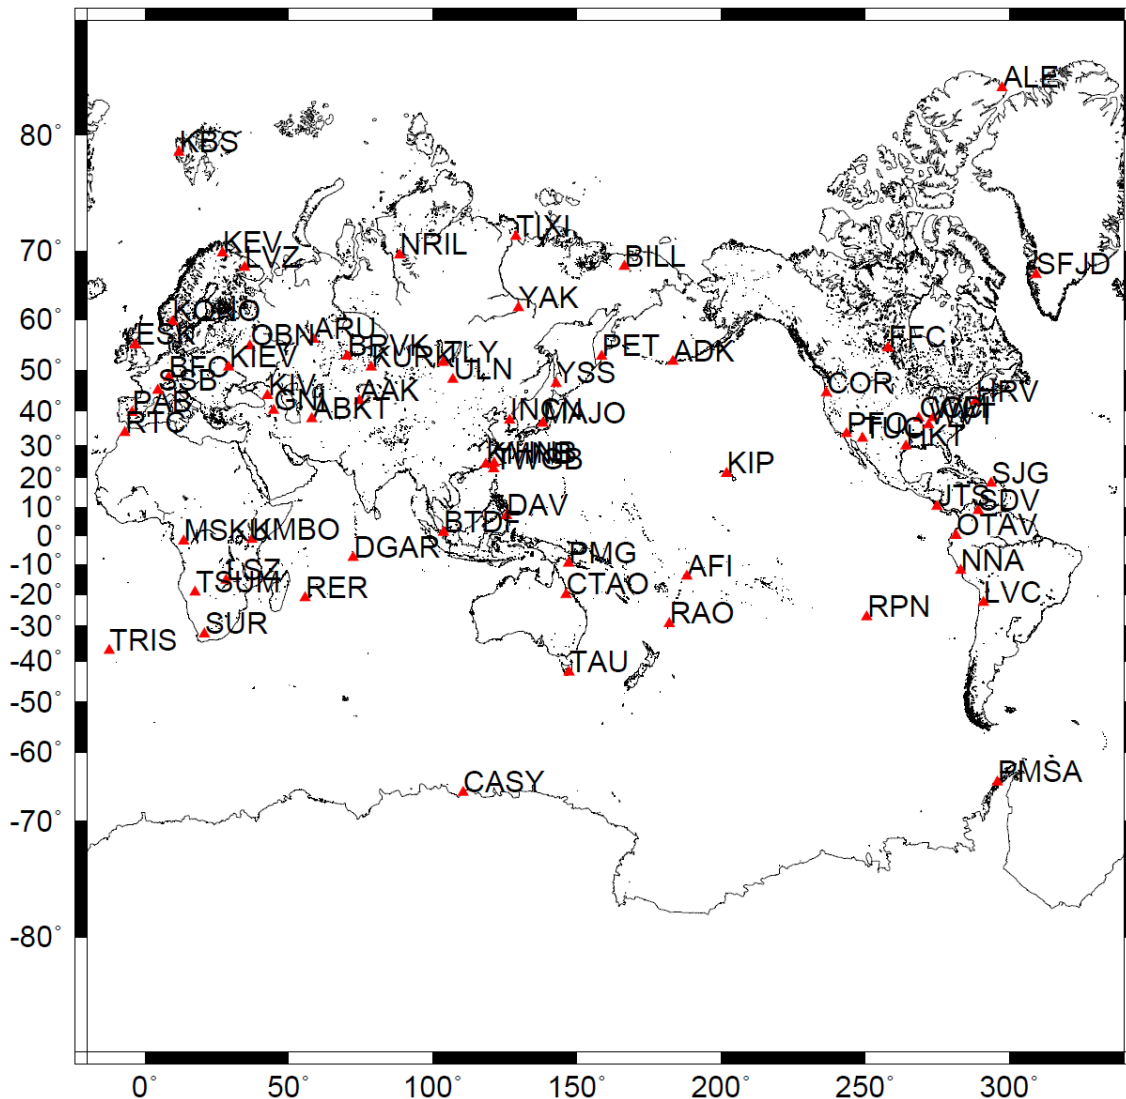 ALE
80°
KBS
KEV
LVZ
NRIL
TIXI
BILL
SFJD
70°
YAK
60°
KONO
ESK
OBN
ARU
BRVK
KURK
TLY
ULN
PET
ADK
FFC
50°
BFO
KIEV
SSB
KIV
GNI
AAK
ABKT
YSS
COR
HRV
40°
PAB
RTC
INCN
MAJO
PFO
TUC
HKT
30°
TWGB
KIP
SJG
20°
10°
DAV
JTS
SDV
0°
MSKU
KMBO
BTDF
OTAV
DGAR
PMG
AFI
NNA
-10°
LSZ
TSUM
RER
CTAO
RAO
RPN
LVC
-20°
-30°
SUR
TRIS
TAU
-40°
-50°
-60°
CASY
PMSA
-70°
-80°
0° 50° 100° 150° 200° 250° 300°